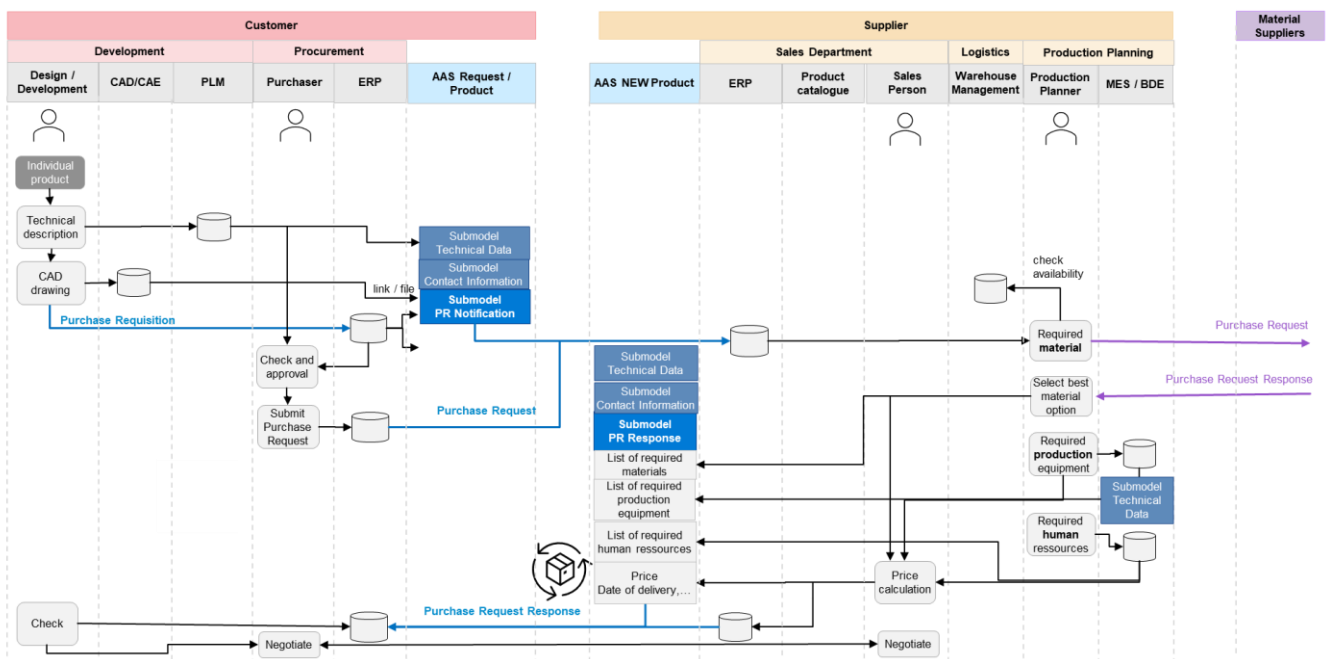 Customer
Supplier
Material
Suppliers
Development
Procurement
Sales Department
Logistics
Production Planning
Design /
Development
CAD/CAE
PLM
Purchaser
ERP
AAS Request /
Product
AAS NEW Product
ERP
Product
catalogue
Sales
Person
Warehouse
Management
Production
Planner
MES / BDE
Individual
product
Technical
description
Submodel
Technical Data
CAD
drawing
Submodel
Contact Information
check
availability
link / file
Submodel
PR Notification
Purchase Requisition
Required
material
Purchase Request
Check and
approval
Submodel
Technical Data
Purchase Request Response
Select best
material
option
Submodel
Contact Information
Submit
Purchase
Request
Purchase Request
Submodel
PR Response
Required
production
equipment
List of required
materials
List of required
production
equipment
Submodel
Technical
Data
Required
human
ressources
List of required
human ressources
Price
Date of delivery,...
Price
calculation
Purchase Request Response
Check
Negotiate
Negotiate